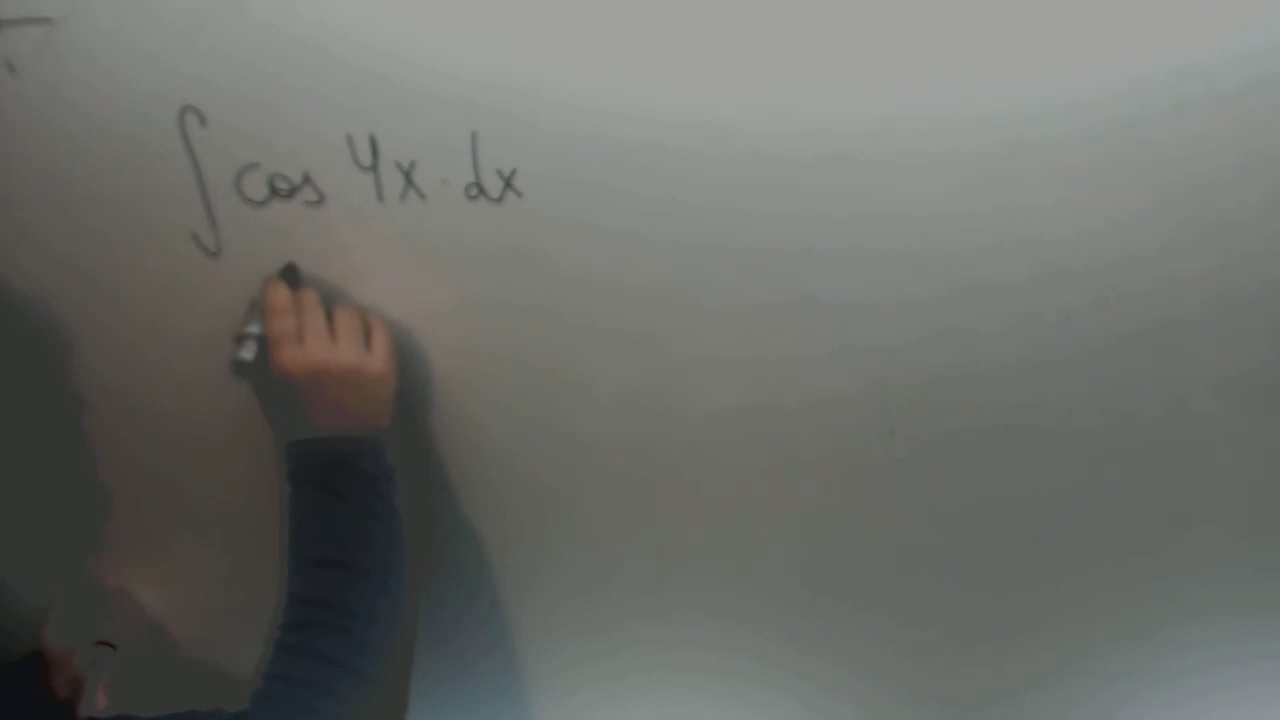 ∫ cos 4x dx